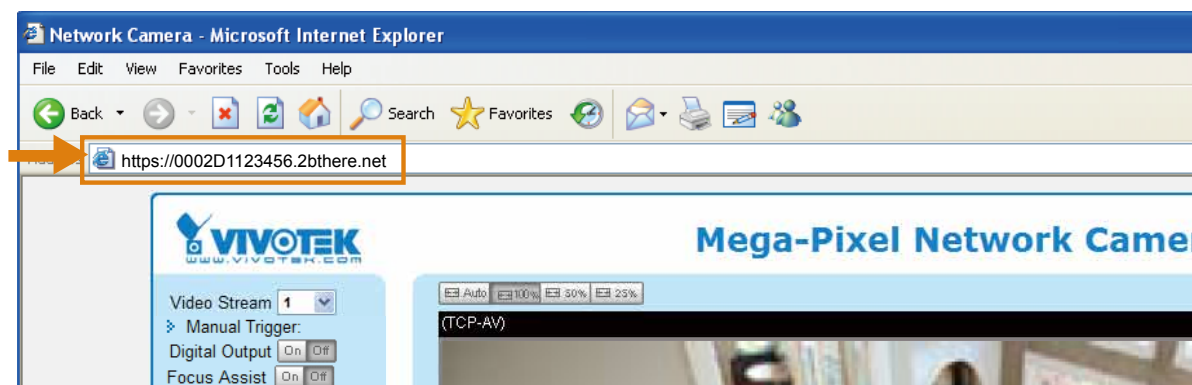 Network Camera - Microsoft Internet Explorer
File Edit View Favorites Tools Help
Back Search Favorites
https://0002D1123456.2bthere.net
VIVOTEK
www.vivotek.com
Mega-Pixel Network Camer
Video Stream 1
Auto 100% 50% 25%
Manual Trigger:
(TCP-AV)
Digital Output On Off
Focus Assist On Off